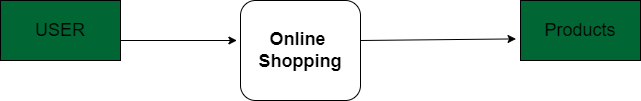 USER
Online
Shopping
Products